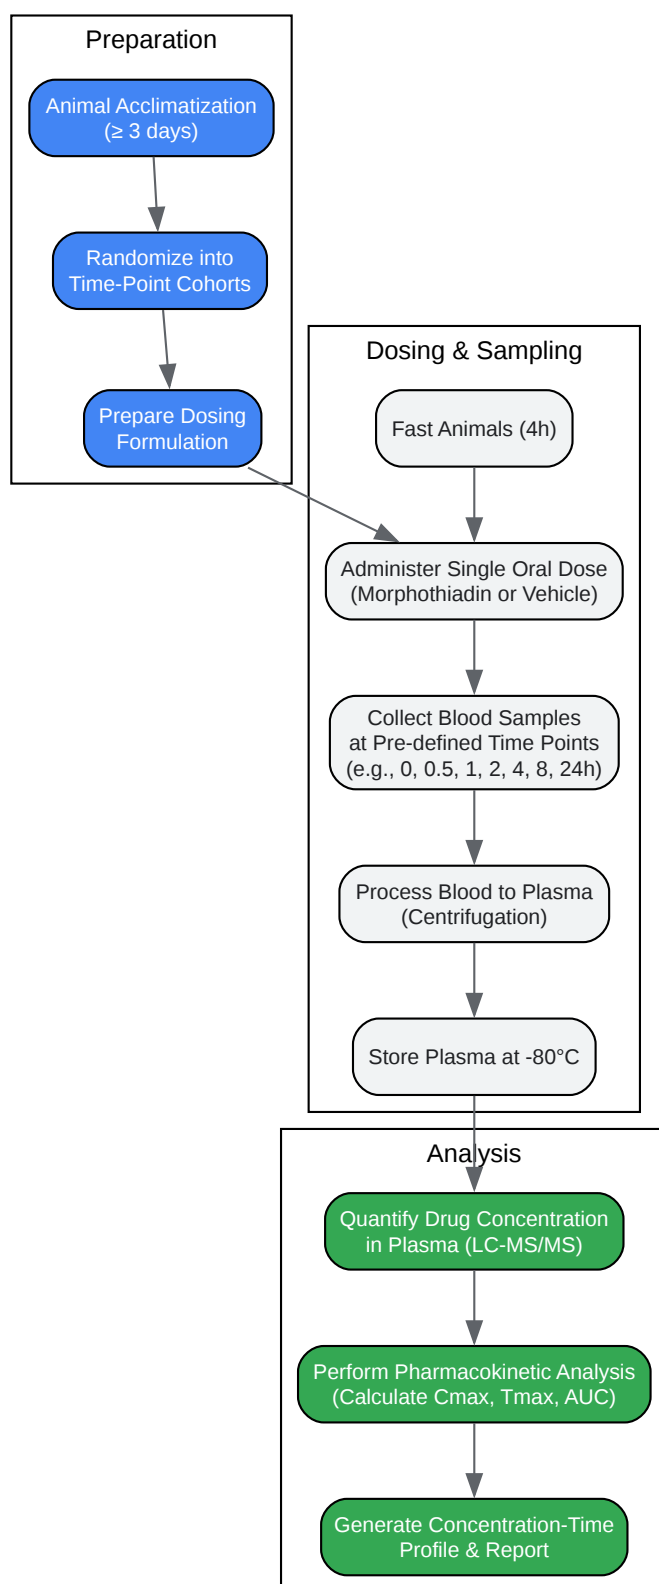 Preparation
Animal Acclimatization
(≥ 3 days)
Randomize into
Time-Point Cohorts
Prepare Dosing
Formulation
Dosing & Sampling
Fast Animals (4h)
Administer Single Oral Dose
(Morphothiadin or Vehicle)
Collect Blood Samples
at Pre-defined Time Points
(e.g., 0, 0.5, 1, 2, 4, 8, 24h)
Process Blood to Plasma
(Centrifugation)
Store Plasma at -80°C
Analysis
Quantify Drug Concentration
in Plasma (LC-MS/MS)
Perform Pharmacokinetic Analysis
(Calculate Cmax, Tmax, AUC)
Generate Concentration-Time
Profile & Report